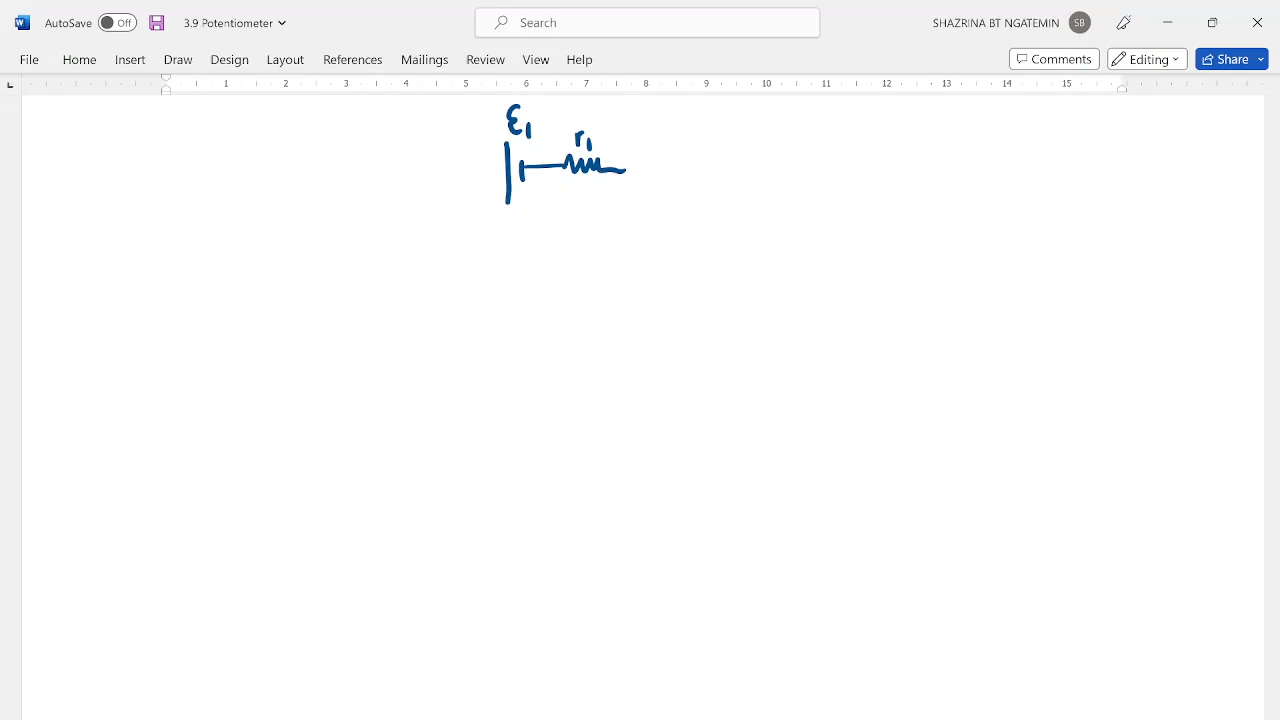 AutoSave Off 3.9 Potentiometer Search SHAZRINA BT NGATEMIN SB
File Home Insert Draw Design Layout References Mailings Review View Help Comments Editing Share
1 2 3 4 5 6 7 8 9 10 11 12 13 14 15
ε1
r1